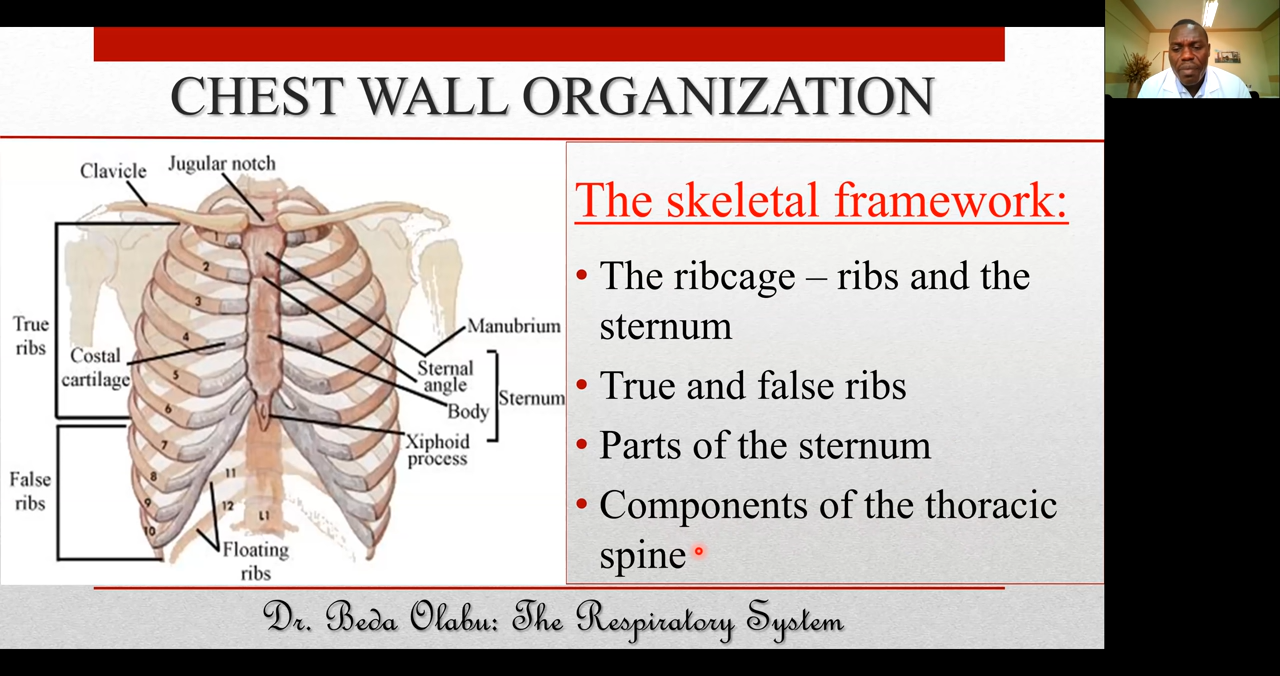 CHEST WALL ORGANIZATION
Clavicle
Jugular notch
True
ribs
Costal
cartilage
False
ribs
2
3
4
5
6
7
8
9
10
11
12
L1
Manubrium
Sternal
angle
Body
Sternum
Xiphoid
process
Floating
ribs
The skeletal framework:
• The ribcage – ribs and the
sternum
• True and false ribs
• Parts of the sternum
• Components of the thoracic
spine
Dr. Beda Olabu: The Respiratory System